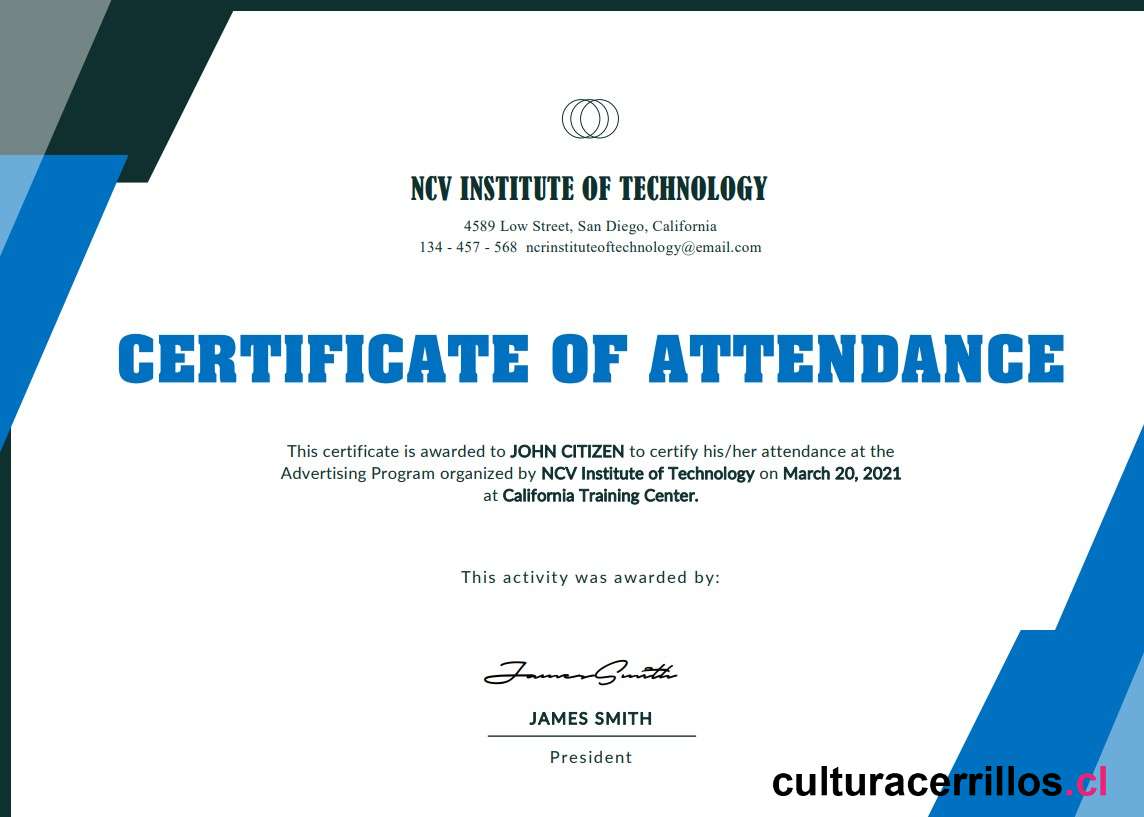 NCV INSTITUTE OF TECHNOLOGY
4589 Low Street, San Diego, California
134 - 457 - 568 ncrinstituteoftechnology@email.com
CERTIFICATE OF ATTENDANCE
This certificate is awarded to JOHN CITIZEN to certify his/her attendance at the
Advertising Program organized by NCV Institute of Technology on March 20, 2021
at California Training Center.
This activity was awarded by:
James Smith
JAMES SMITH
President
culturacerrillos.cl